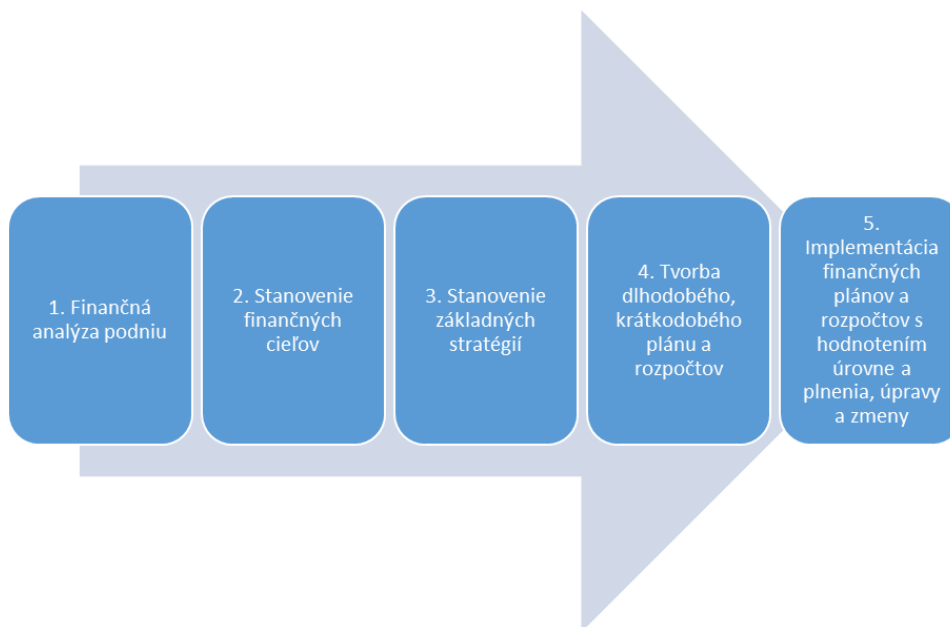 1. Finančná
analýza podniu
2. Stanovenie
finančných
cieľov
3. Stanovenie
základných
stratégií
4. Tvorba
dlhodobého,
krátkodobého
plánu a
rozpočtov
5.
Implementácia
finančných
plánov a
rozpočtov s
hodnotením
úrovne a
plnenia, úpravy
a zmeny